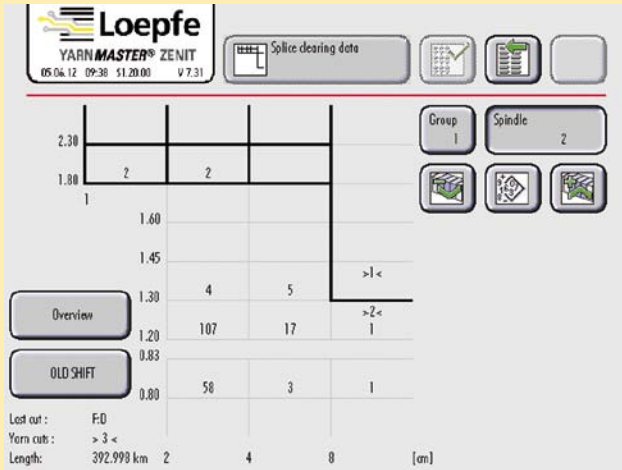 Loepfe
YARNMASTER® ZENIT
05.06.12 09:38 S1.20.00 V 7.31
Splice clearing data
Group
1
Spindle
2
2.30
1.80 2 2
1
1.60
1.45
>1<
1.30 4 5
>2<
1.20 107 17 1
0.83
0.80 58 3 1
Overview
OLD SHIFT
Last cut : F:D
Yarn cuts : > 3 <
Length: 392.998 km 2 4 8 [cm]